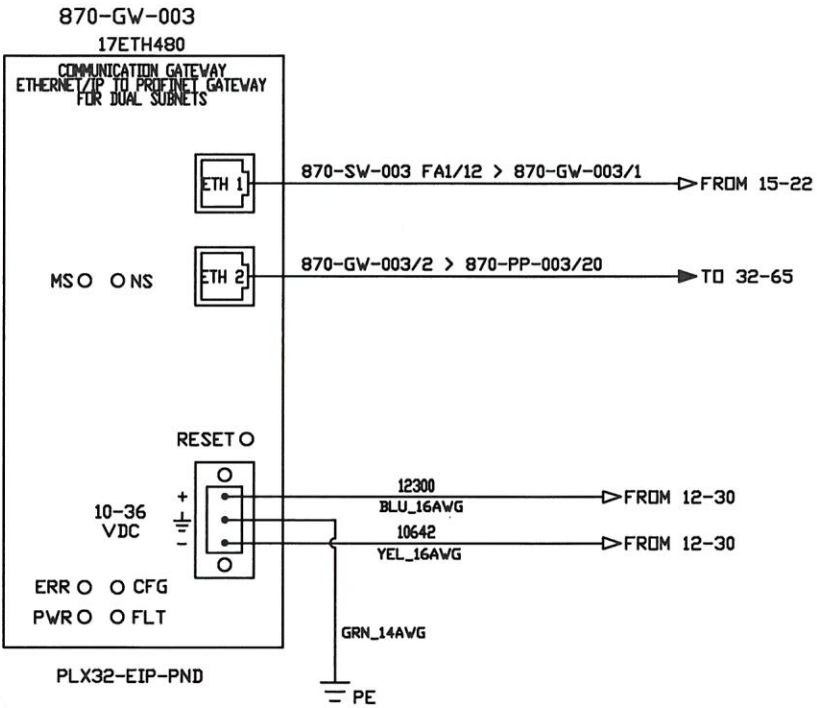 870-GW-003
17ETH480
COMMUNICATION GATEWAY
ETHERNET/IP TO PROFINET GATEWAY
FOR DUAL SUBNETS
ETH 1
870-SW-003 FA1/12 > 870-GW-003/1
FROM 15-22
MS NS
ETH 2
870-GW-003/2 > 870-PP-003/20
TO 32-65
RESET
10-36
VDC
+
-
12300
BLU_16AWG
FROM 12-30
10642
YEL_16AWG
FROM 12-30
ERR CFG
PWR FLT
GRN_14AWG
PLX32-EIP-PND
PE